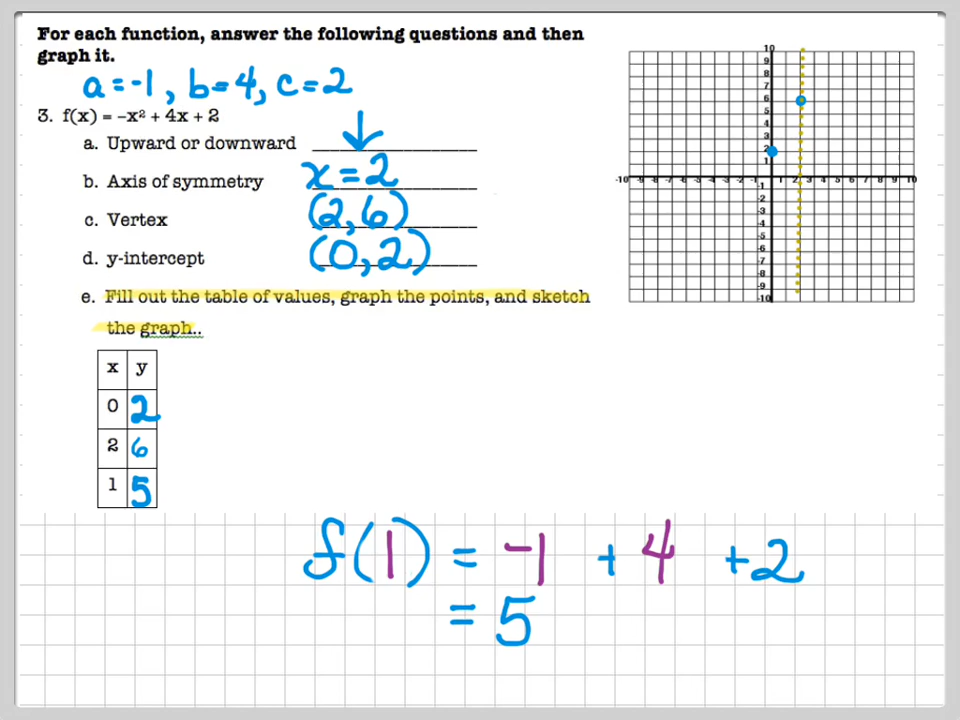 For each function, answer the following questions and then
graph it.
a = -1, b = 4, c = 2
3. f(x) = –x² + 4x + 2
a. Upward or downward ↓
b. Axis of symmetry x = 2
c. Vertex (2, 6)
d. y-intercept (0, 2)
e. Fill out the table of values, graph the points, and sketch
the graph..
x y
0 2
2 6
1 5
f(1) = -1 + 4 + 2
= 5
10
9
8
7
6
5
4
3
2
1
-10 -9 -8 -7 -6 -5 -4 -3 -2 -1 1 2 3 4 5 6 7 8 9 10
-1
-2
-3
-4
-5
-6
-7
-8
-9
-10